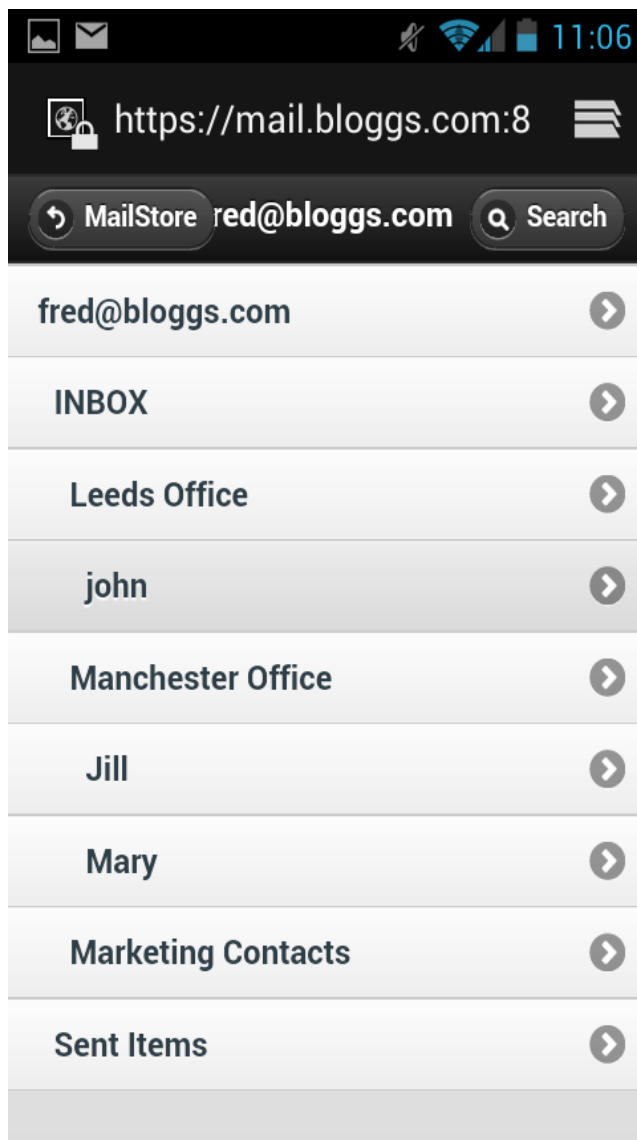 11:06
https://mail.bloggs.com:8
MailStore red@bloggs.com Search
fred@bloggs.com
INBOX
Leeds Office
john
Manchester Office
Jill
Mary
Marketing Contacts
Sent Items